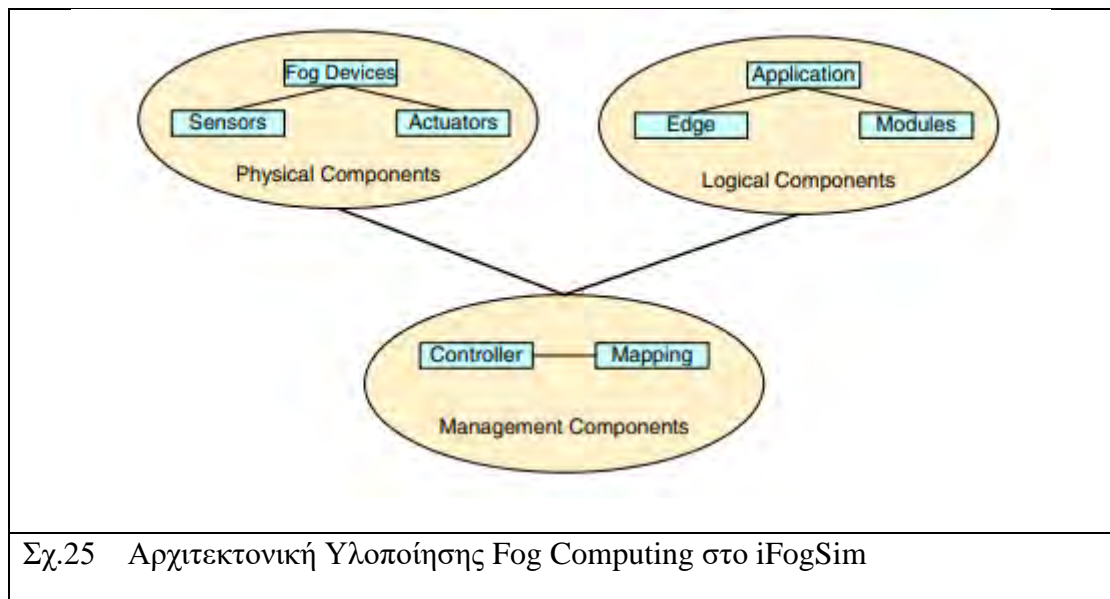 Fog Devices
Sensors
Actuators
Physical Components
Application
Edge
Modules
Logical Components
Controller
Mapping
Management Components
Σχ.25 Αρχιτεκτονική Υλοποίησης Fog Computing στο iFogSim